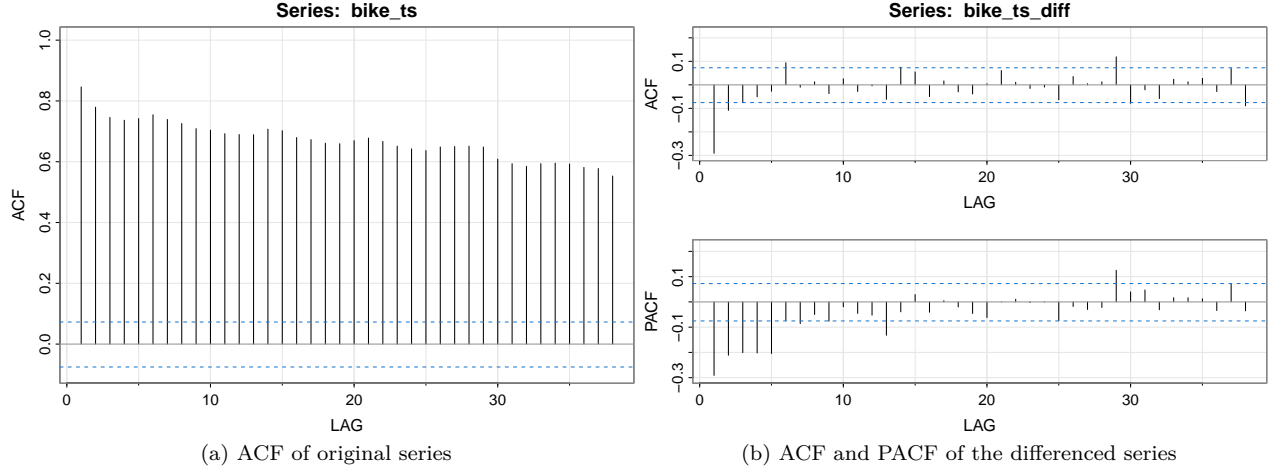 Series: bike_ts
1.0
0.8
0.6
0.4
0.2
0.0
ACF
0 10 20 30
LAG
(a) ACF of original series
Series: bike_ts_diff
0.1
−0.1
−0.3
ACF
0 10 20 30
LAG
0.1
−0.1
−0.3
PACF
0 10 20 30
LAG
(b) ACF and PACF of the differenced series